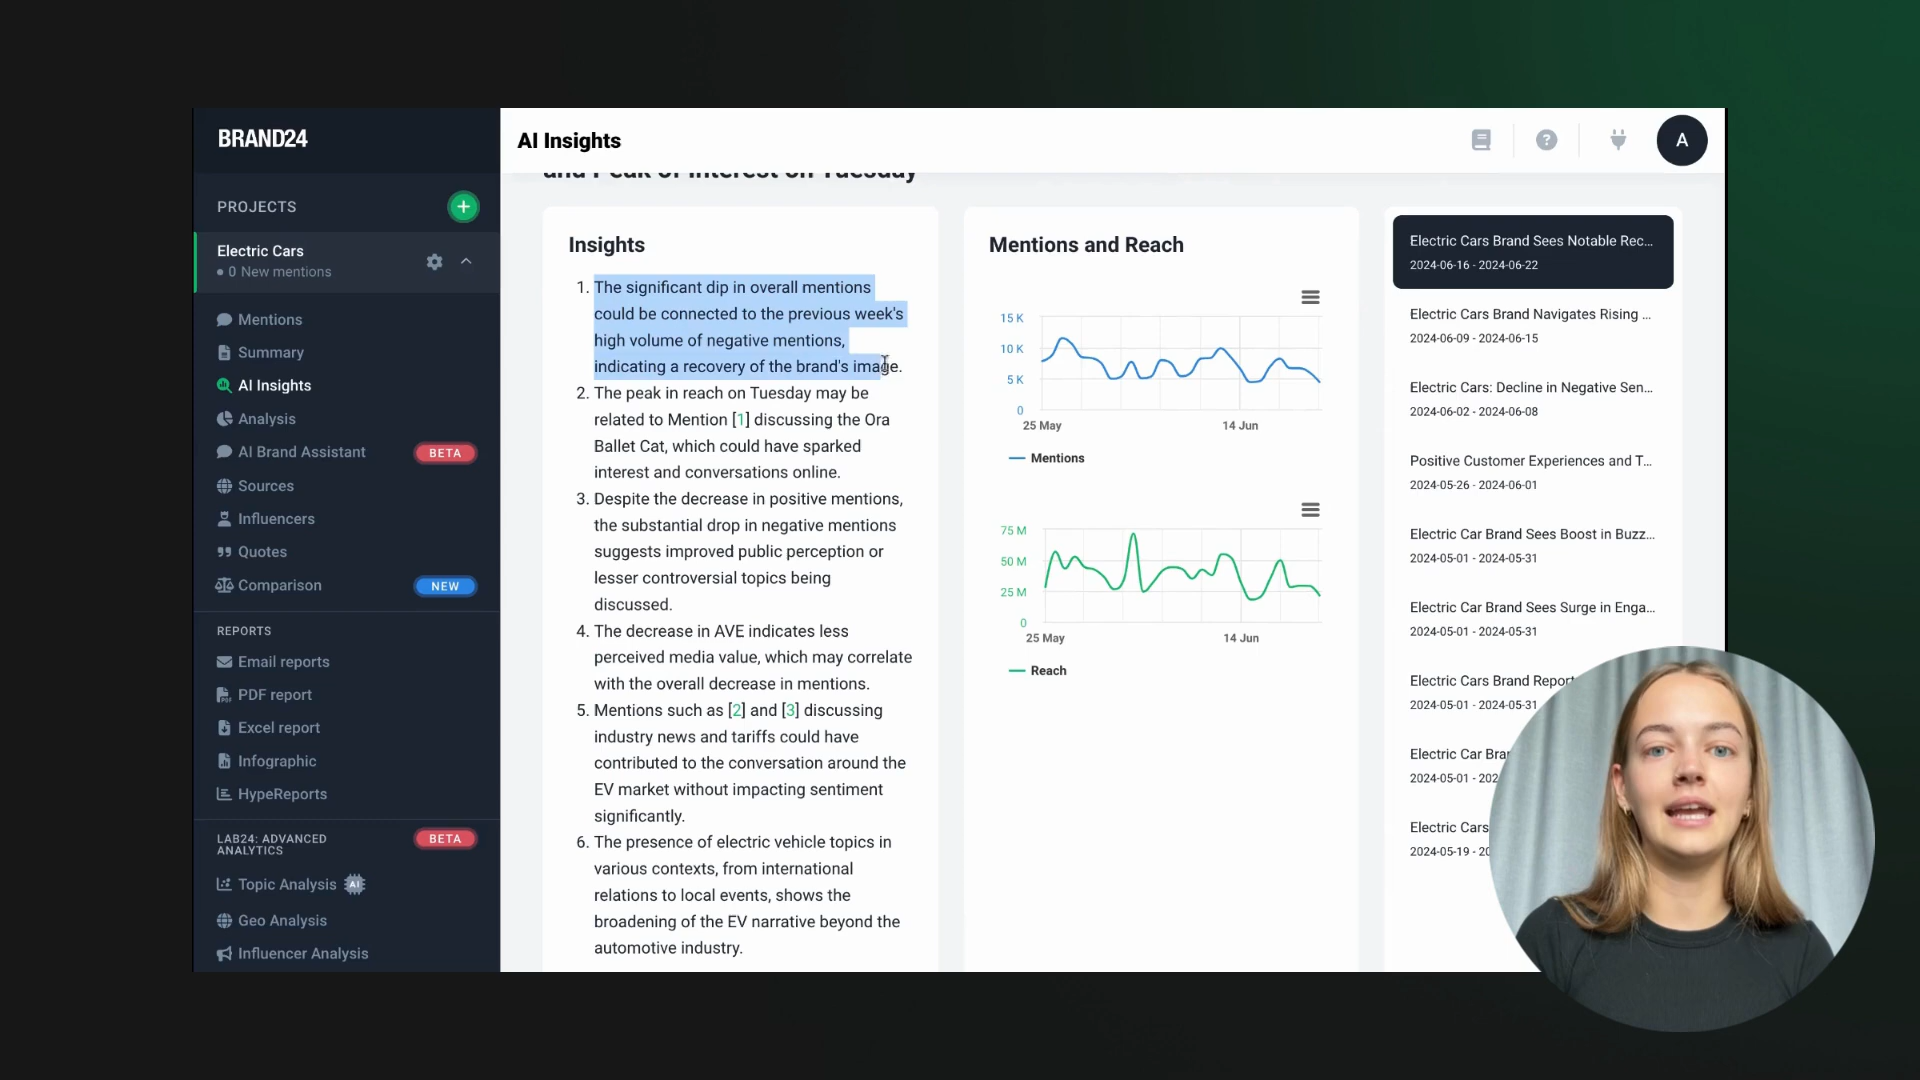 BRAND24
AI Insights
A
and Peak of Interest on Tuesday
PROJECTS
Electric Cars
0 New mentions
Mentions
Summary
AI Insights
Analysis
AI Brand Assistant
BETA
Sources
Influencers
Quotes
Comparison
NEW
REPORTS
Email reports
PDF report
Excel report
Infographic
HypeReports
LAB24: ADVANCED
ANALYTICS
BETA
Topic Analysis
AI
Geo Analysis
Influencer Analysis
Insights
1. The significant dip in overall mentions
could be connected to the previous week's
high volume of negative mentions,
indicating a recovery of the brand's image.
2. The peak in reach on Tuesday may be
related to Mention [1] discussing the Ora
Ballet Cat, which could have sparked
interest and conversations online.
3. Despite the decrease in positive mentions,
the substantial drop in negative mentions
suggests improved public perception or
lesser controversial topics being
discussed.
4. The decrease in AVE indicates less
perceived media value, which may correlate
with the overall decrease in mentions.
5. Mentions such as [2] and [3] discussing
industry news and tariffs could have
contributed to the conversation around the
EV market without impacting sentiment
significantly.
6. The presence of electric vehicle topics in
various contexts, from international
relations to local events, shows the
broadening of the EV narrative beyond the
automotive industry.
Mentions and Reach
15 K
10 K
5 K
0
25 May 14 Jun
Mentions
75 M
50 M
25 M
0
25 May 14 Jun
Reach
Electric Cars Brand Sees Notable Rec...
2024-06-16 - 2024-06-22
Electric Cars Brand Navigates Rising ...
2024-06-09 - 2024-06-15
Electric Cars: Decline in Negative Sen...
2024-06-02 - 2024-06-08
Positive Customer Experiences and T...
2024-05-26 - 2024-06-01
Electric Car Brand Sees Boost in Buzz...
2024-05-01 - 2024-05-31
Electric Car Brand Sees Surge in Enga...
2024-05-01 - 2024-05-31
Electric Cars Brand Report
2024-05-01 - 2024-05-31
Electric Car Bra
2024-05-01 - 202
Electric Cars
2024-05-19 - 20